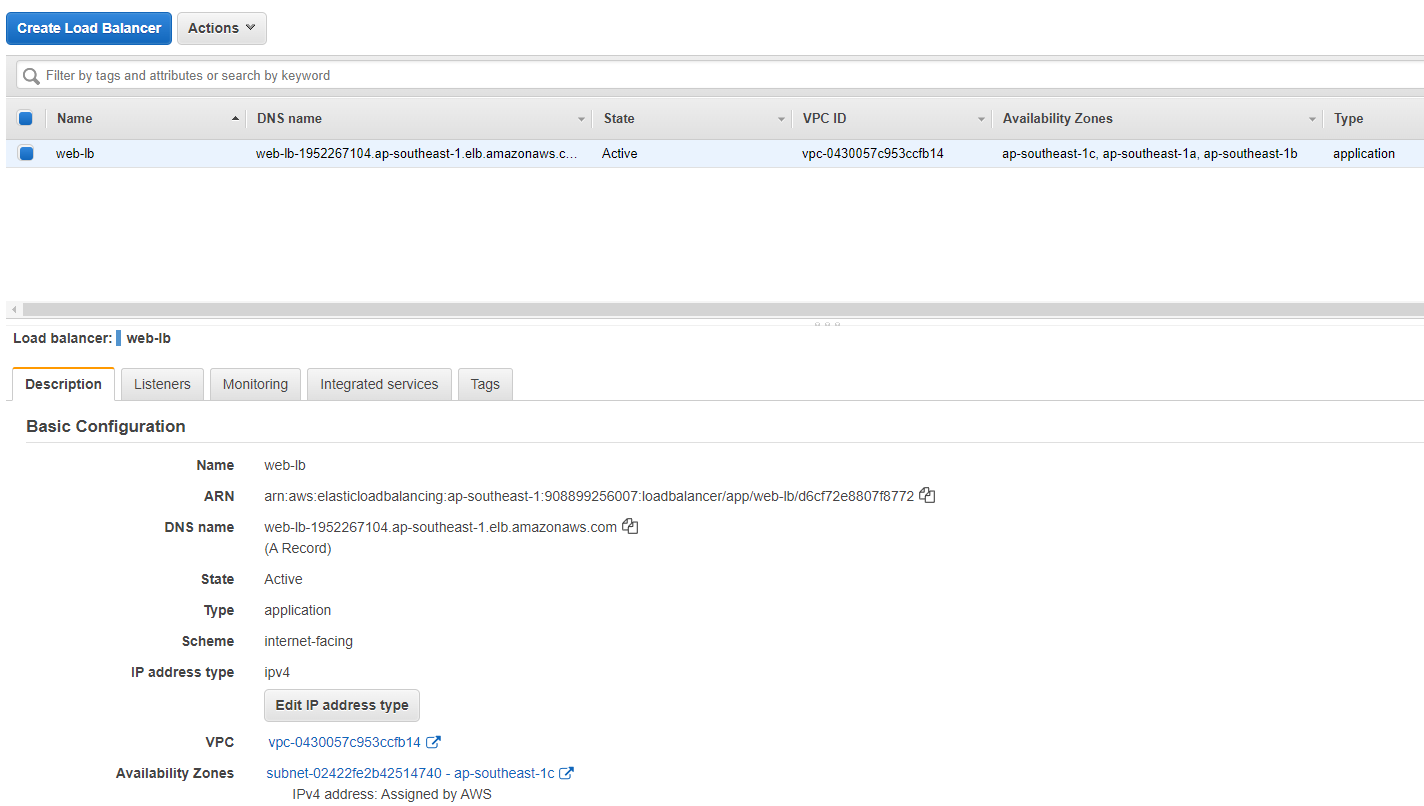 Create Load Balancer Actions
Filter by tags and attributes or search by keyword
Name DNS name State VPC ID Availability Zones Type
web-lb web-lb-1952267104.ap-southeast-1.elb.amazonaws.c... Active vpc-0430057c953ccfb14 ap-southeast-1c, ap-southeast-1a, ap-southeast-1b application
Load balancer: web-lb
Description Listeners Monitoring Integrated services Tags
Basic Configuration
Name web-lb
ARN arn:aws:elasticloadbalancing:ap-southeast-1:908899256007:loadbalancer/app/web-lb/d6cf72e8807f8772
DNS name web-lb-1952267104.ap-southeast-1.elb.amazonaws.com
(A Record)
State Active
Type application
Scheme internet-facing
IP address type ipv4
Edit IP address type
VPC vpc-0430057c953ccfb14
Availability Zones subnet-02422fe2b42514740 - ap-southeast-1c
IPv4 address: Assigned by AWS